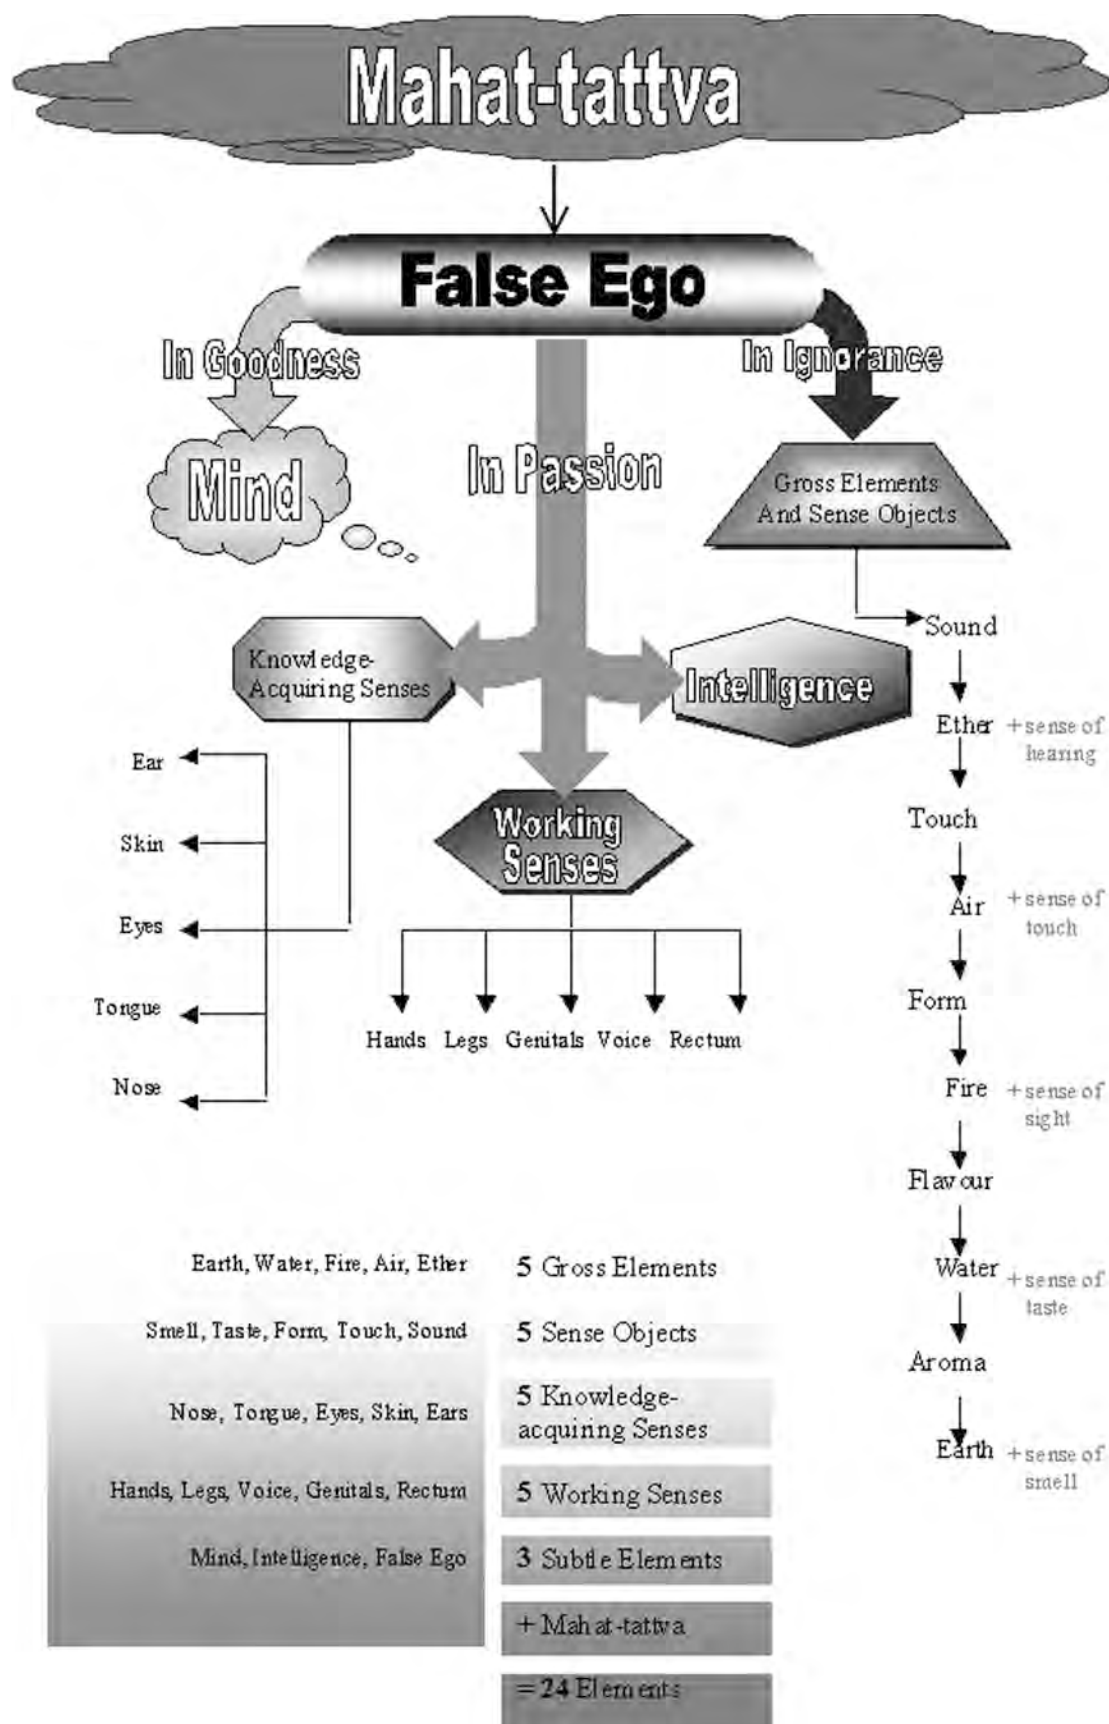 Mahat-tattva
False Ego
In Goodness
In Ignorance
Mind
In Passion
Gross Elements
And Sense Objects
Knowledge-
Acquiring Senses
Intelligence
Working
Senses
Ear
Skin
Eyes
Tongue
Nose
Hands Legs Genitals Voice Rectum
Sound
Ether + sense of
hearing
Touch
Air + sense of
touch
Form
Fire + sense of
sight
Flavour
Water + sense of
taste
Aroma
Earth + sense of
smell
Earth, Water, Fire, Air, Ether 5 Gross Elements
Smell, Taste, Form, Touch, Sound 5 Sense Objects
Nose, Tongue, Eyes, Skin, Ears 5 Knowledge-
acquiring Senses
Hands, Legs, Voice, Genitals, Rectum 5 Working Senses
Mind, Intelligence, False Ego 3 Subtle Elements
+ Mahat-tattva
= 24 Elements